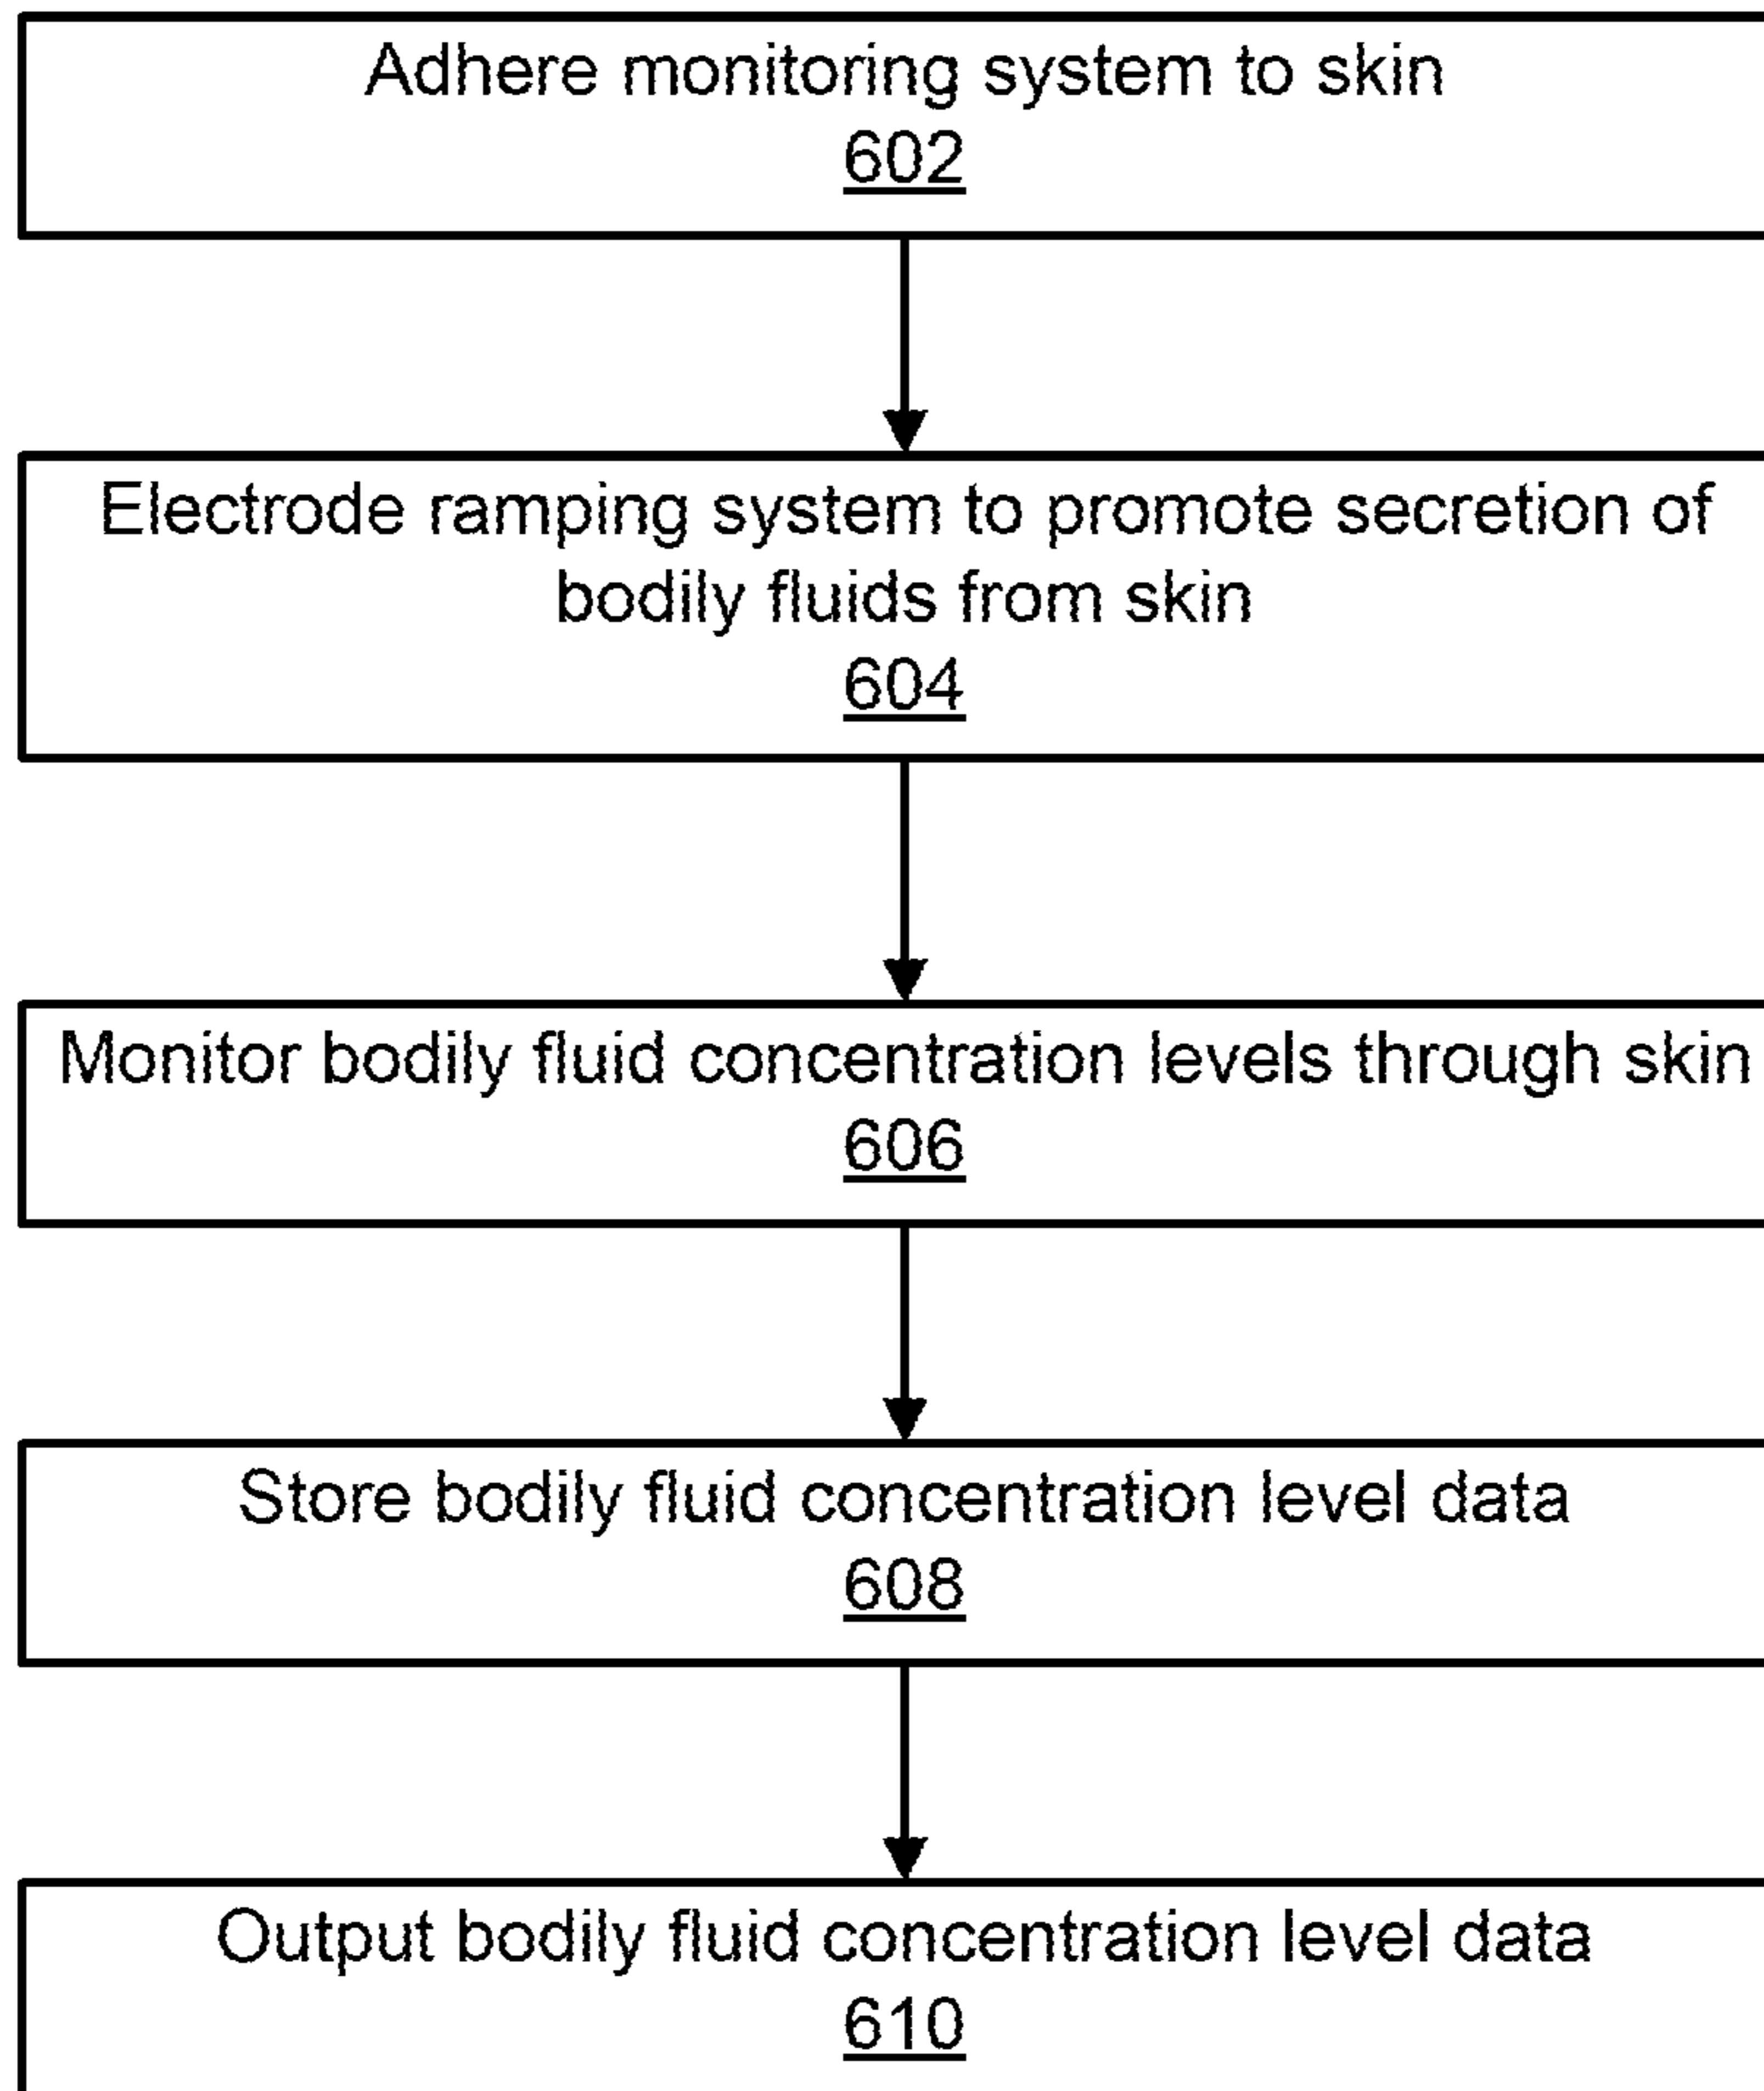 Adhere monitoring system to skin
602
Electrode ramping system to promote secretion of
bodily fluids from skin
604
Monitor bodily fluid concentration levels through skin
606
Store bodily fluid concentration level data
608
Output bodily fluid concentration level data
610